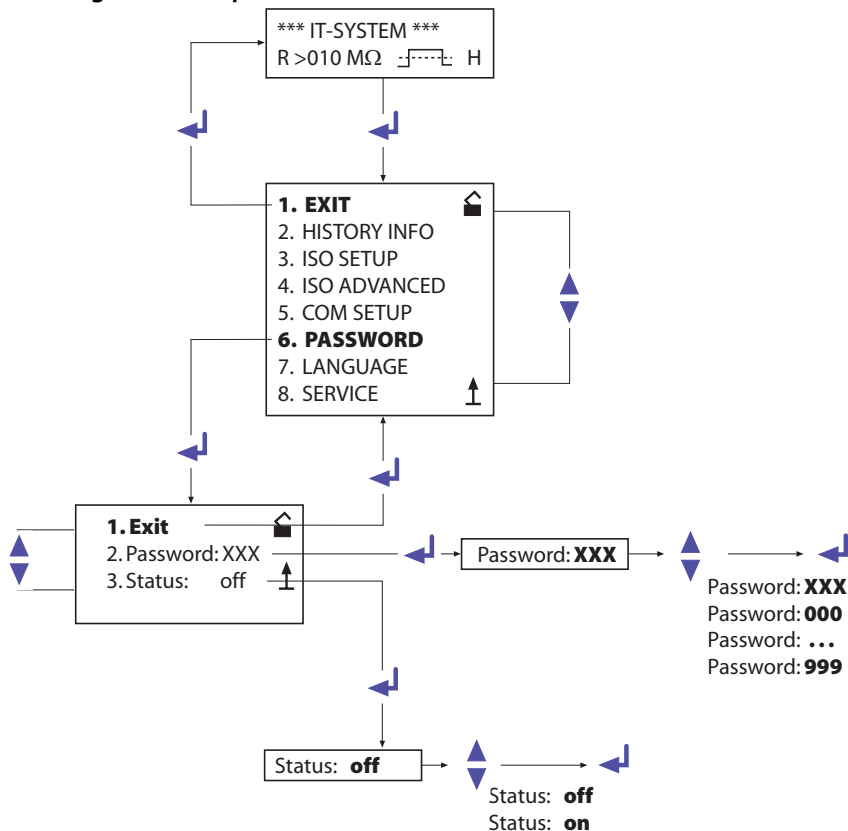 *** IT-SYSTEM ***
R >010 MΩ H
1. EXIT
2. HISTORY INFO
3. ISO SETUP
4. ISO ADVANCED
5. COM SETUP
6. PASSWORD
7. LANGUAGE
8. SERVICE
1. Exit
2. Password: XXX
3. Status: off
Password: XXX
Password: XXX
Password: 000
Password: ...
Password: 999
Status: off
Status: off
Status: on